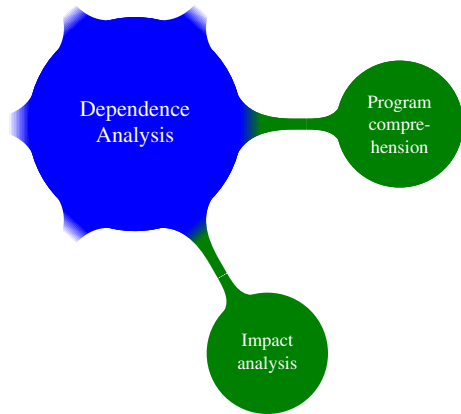 Dependence
Analysis
Program
compre-
hension
Impact
analysis